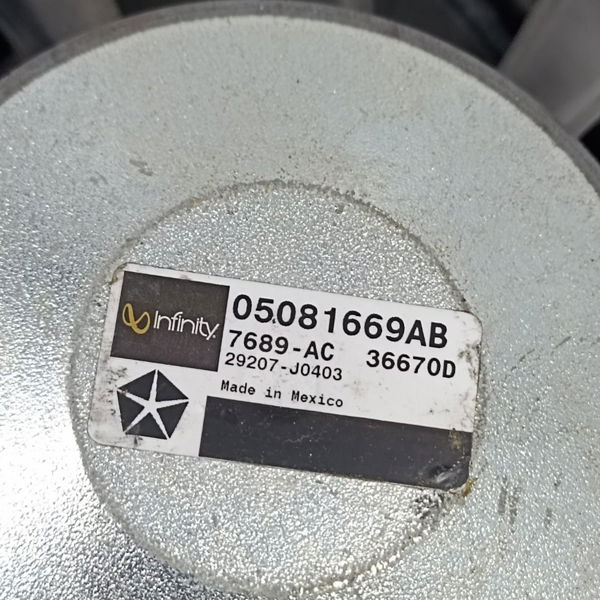 Infinity.
05081669AB
7689-AC 36670D
29207-J0403
Made in Mexico